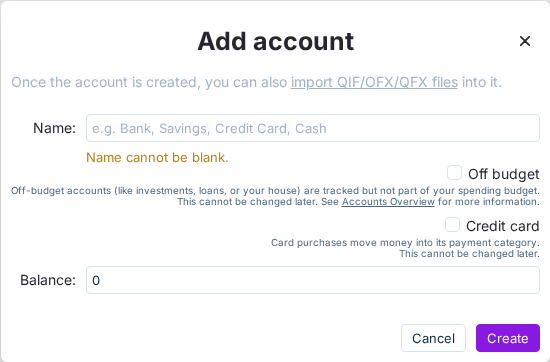 Add account
Once the account is created, you can also import QIF/OFX/QFX files into it.
Name:
e.g. Bank, Savings, Credit Card, Cash
Name cannot be blank.
Off budget
Off-budget accounts (like investments, loans, or your house) are tracked but not part of your spending budget.
This cannot be changed later. See Accounts Overview for more information.
Credit card
Card purchases move money into its payment category.
This cannot be changed later.
Balance:
0
Cancel
Create